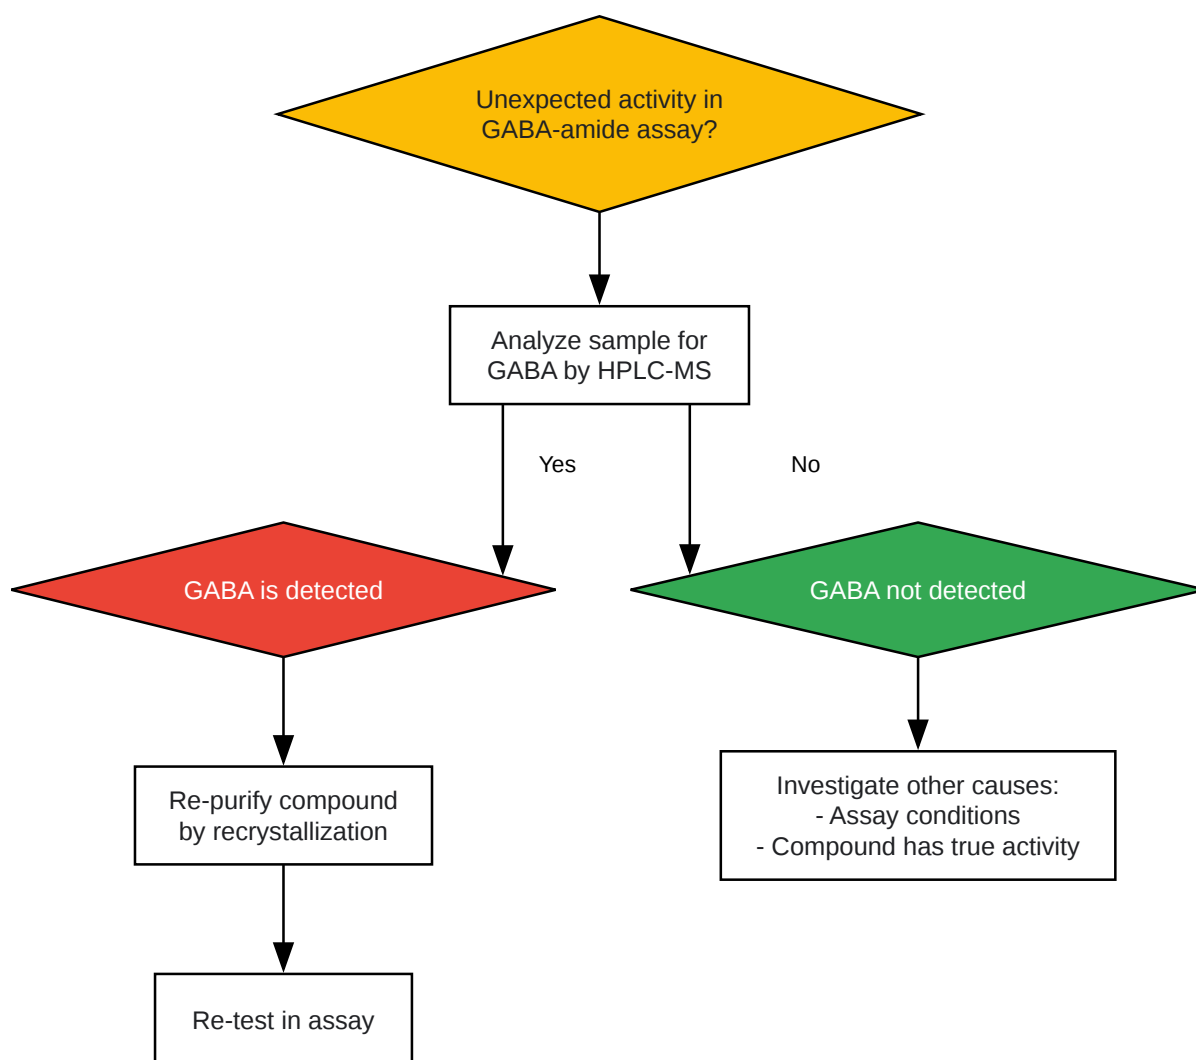 Unexpected activity in
GABA-amide assay?
Analyze sample for
GABA by HPLC-MS
Yes
No
GABA is detected
GABA not detected
Re-purify compound
by recrystallization
Investigate other causes:
- Assay conditions
- Compound has true activity
Re-test in assay